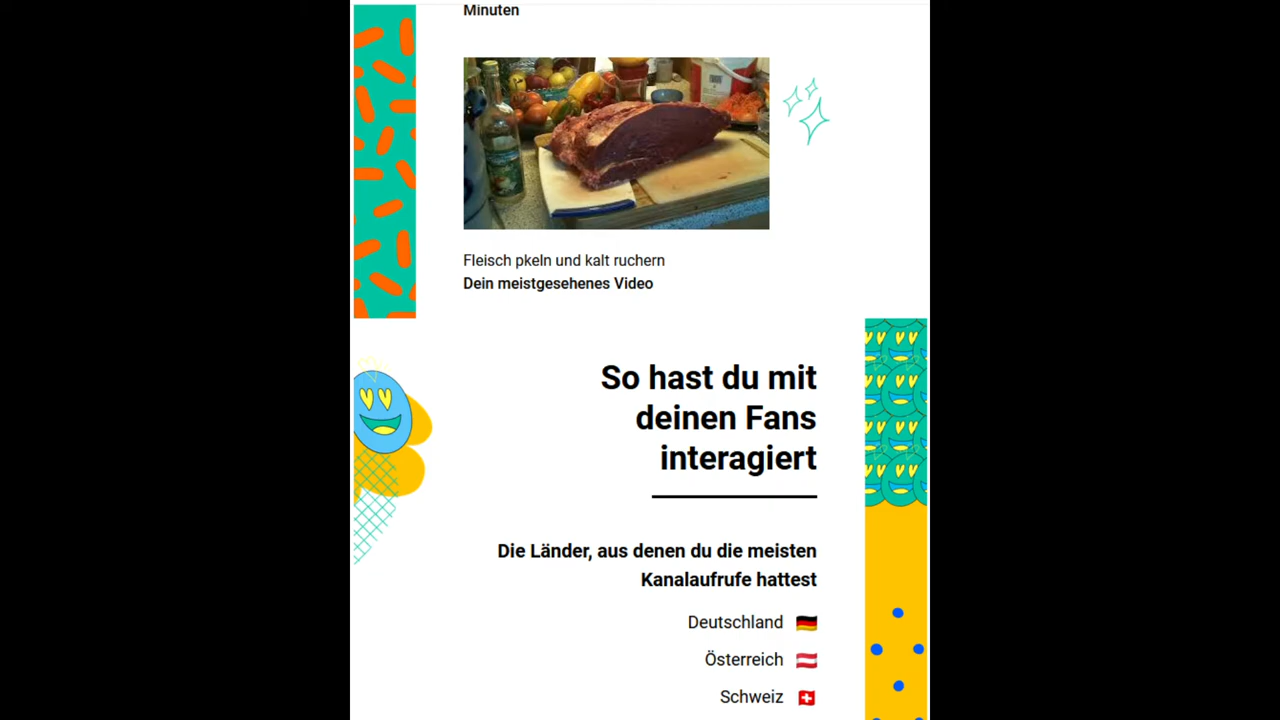 Minuten
Fleisch pkeln und kalt ruchern
Dein meistgesehenes Video
So hast du mit
deinen Fans
interagiert
Die Länder, aus denen du die meisten
Kanalaufrufe hattest
Deutschland
Österreich
Schweiz